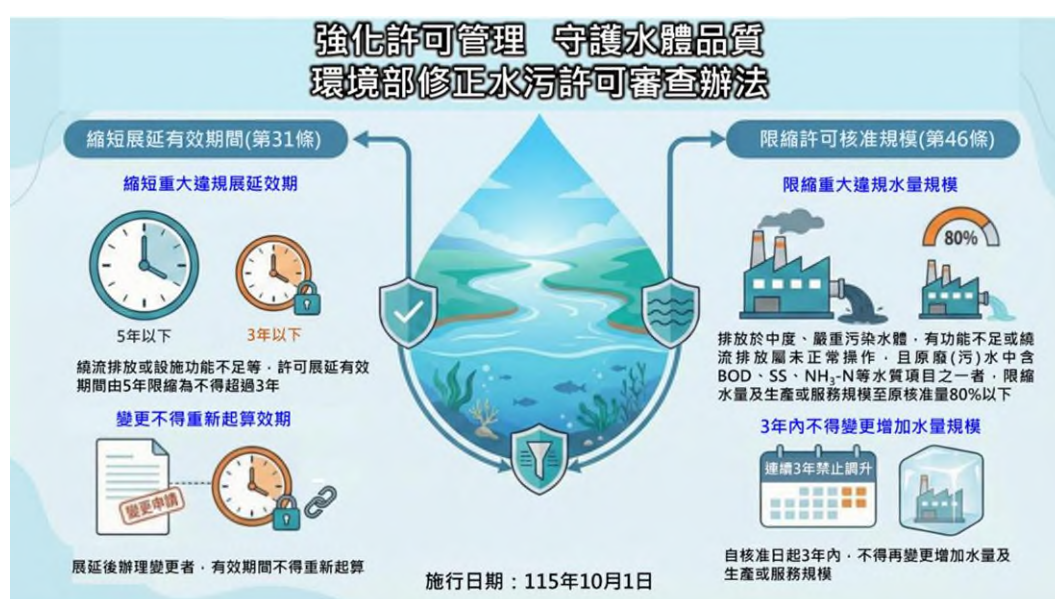 強化許可管理 守護水體品質
環境部修正水污許可審查辦法
縮短展延有效期間(第31條)
縮短重大違規展延效期
5年以下
3年以下
繞流排放或設施功能不足等，許可展延有效
期間由5年限縮為不得超過3年
變更不得重新起算效期
變更申請
展延後辦理變更者，有效期間不得重新起算
限縮許可核准規模(第46條)
限縮重大違規水量規模
80%
排放於中度、嚴重污染水體，有功能不足或繞
流排放屬未正常操作，且原廢(污)水中含
BOD、SS、NH₃-N等水質項目之一者，限縮
水量及生產或服務規模至原核准量80%以下
3年內不得變更增加水量規模
連續3年禁止調升
自核准日起3年內，不得再變更增加水量及
生產或服務規模
施行日期：115年10月1日